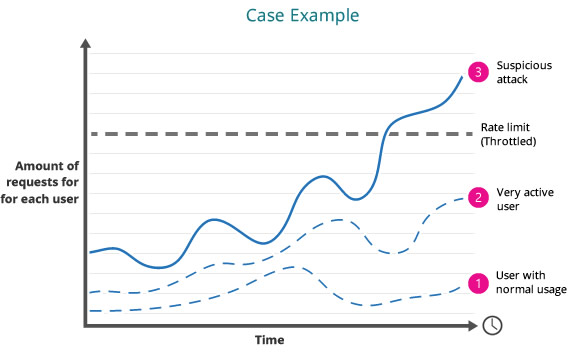 Case Example
3
Suspicious
attack
Rate limit
(Throttled)
Amount of
requests for
for each user
2
Very active
user
1
User with
normal usage
Time